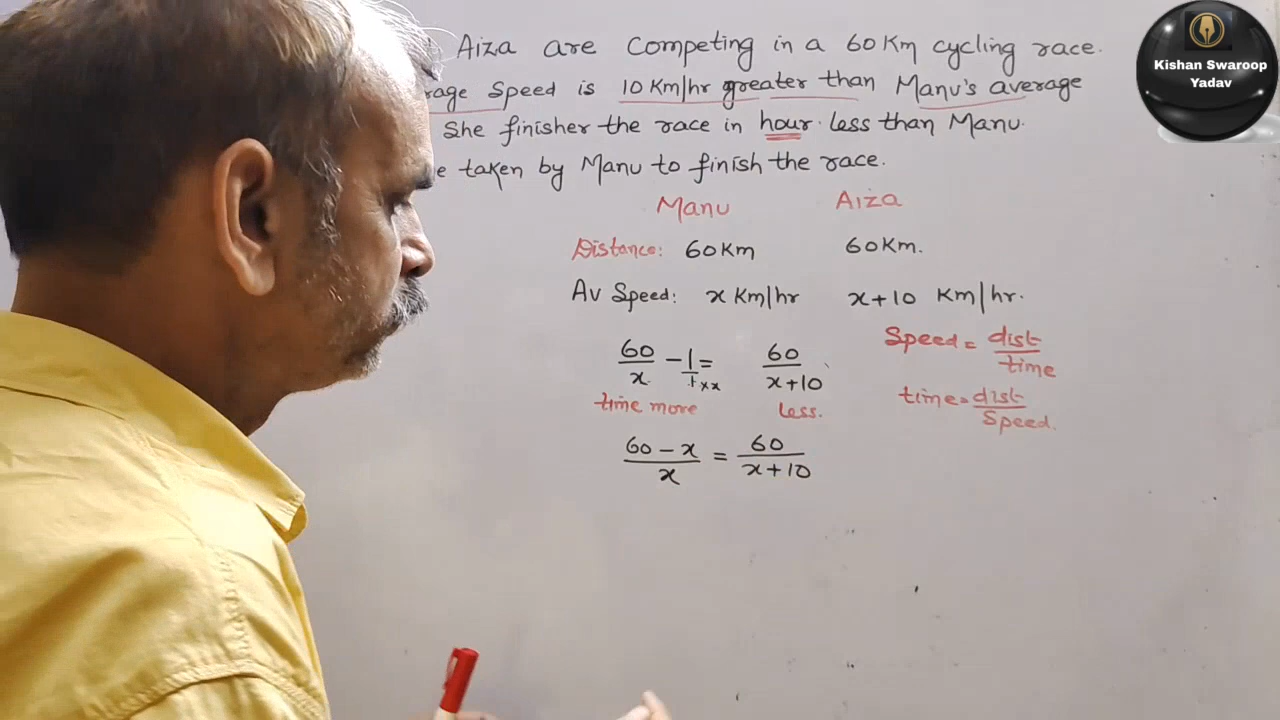 Aiza are competing in a 60 Km cycling race.
rage Speed is 10 Km/hr greater than Manu's average
She finisher the race in hour less than Manu.
e taken by Manu to finish the race.
Manu Aiza
Distance: 60 Km 60 Km.
Av Speed: x Km/hr x+10 Km/hr.
60/x - 1/1 = 60/x+10
xx
time more less.
60-x/x = 60/x+10
Speed = dist/time
time = dist/Speed.
Kishan Swaroop
Yadav